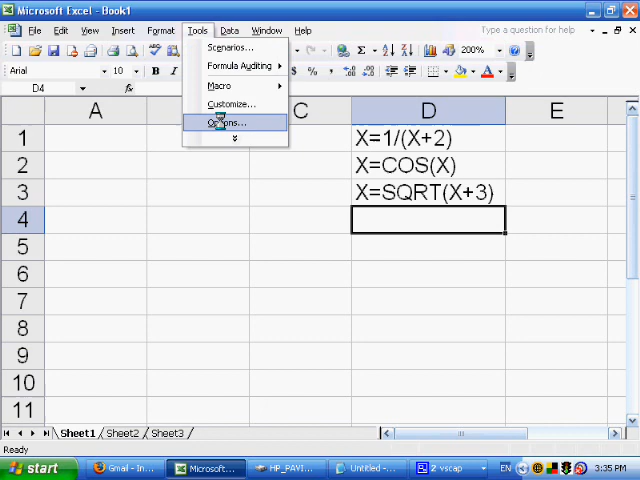 Microsoft Excel - Book1
File Edit View Insert Format Tools Data Window Help
Type a question for help
200%
Arial 10 B I $ % ,
D4 fx
Scenarios...
Formula Auditing
Macro
Customize...
A C D E
1 X=1/(X+2)
2 X=COS(X)
3 X=SQRT(X+3)
4
5
6
7
8
9
10
11
Sheet1 Sheet2 Sheet3
Ready
start Gmail - In... Microsoft... HP_PAVI... Untitled -... 2 vscap EN 3:35 PM